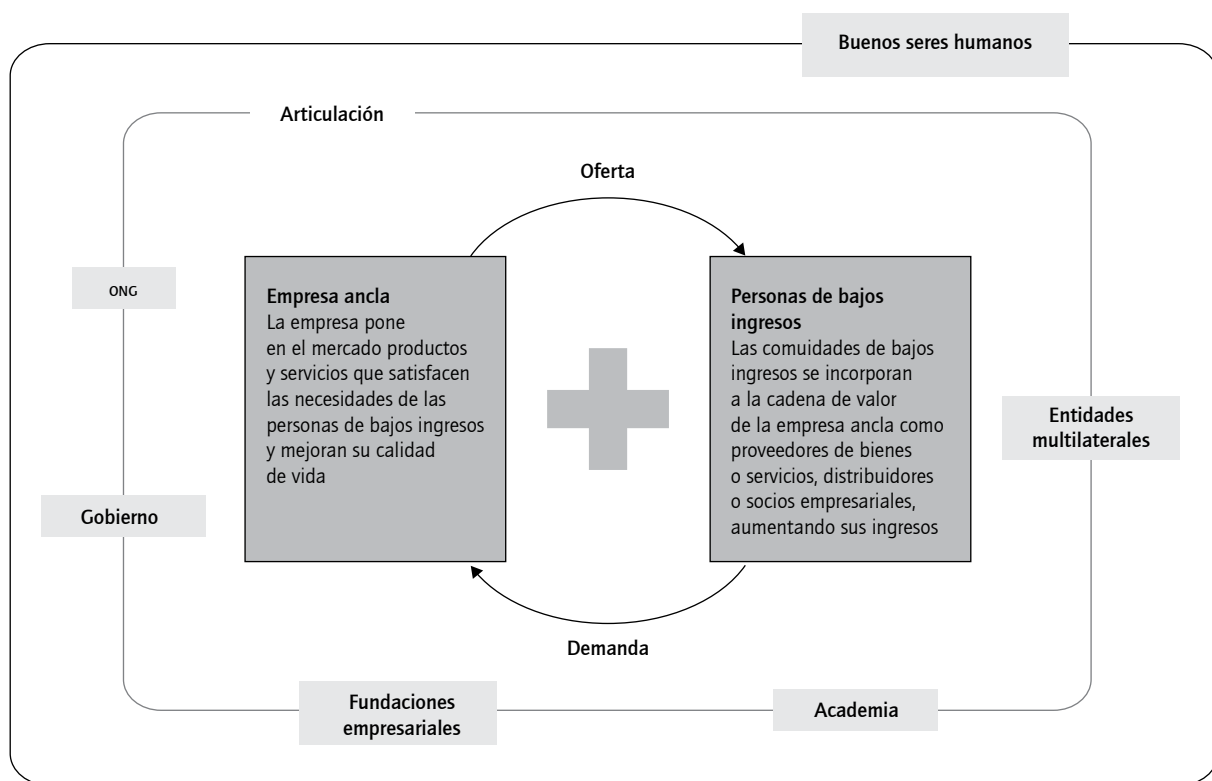 Buenos seres humanos
Articulación
Oferta
ONG
Empresa ancla
La empresa pone
en el mercado productos
y servicios que satisfacen
las necesidades de las
personas de bajos ingresos
y mejoran su calidad
de vida
Personas de bajos
ingresos
Las comuidades de bajos
ingresos se incorporan
a la cadena de valor
de la empresa ancla como
proveedores de bienes
o servicios, distribuidores
o socios empresariales,
aumentando sus ingresos
Entidades
multilaterales
Gobierno
Demanda
Fundaciones
empresariales
Academia